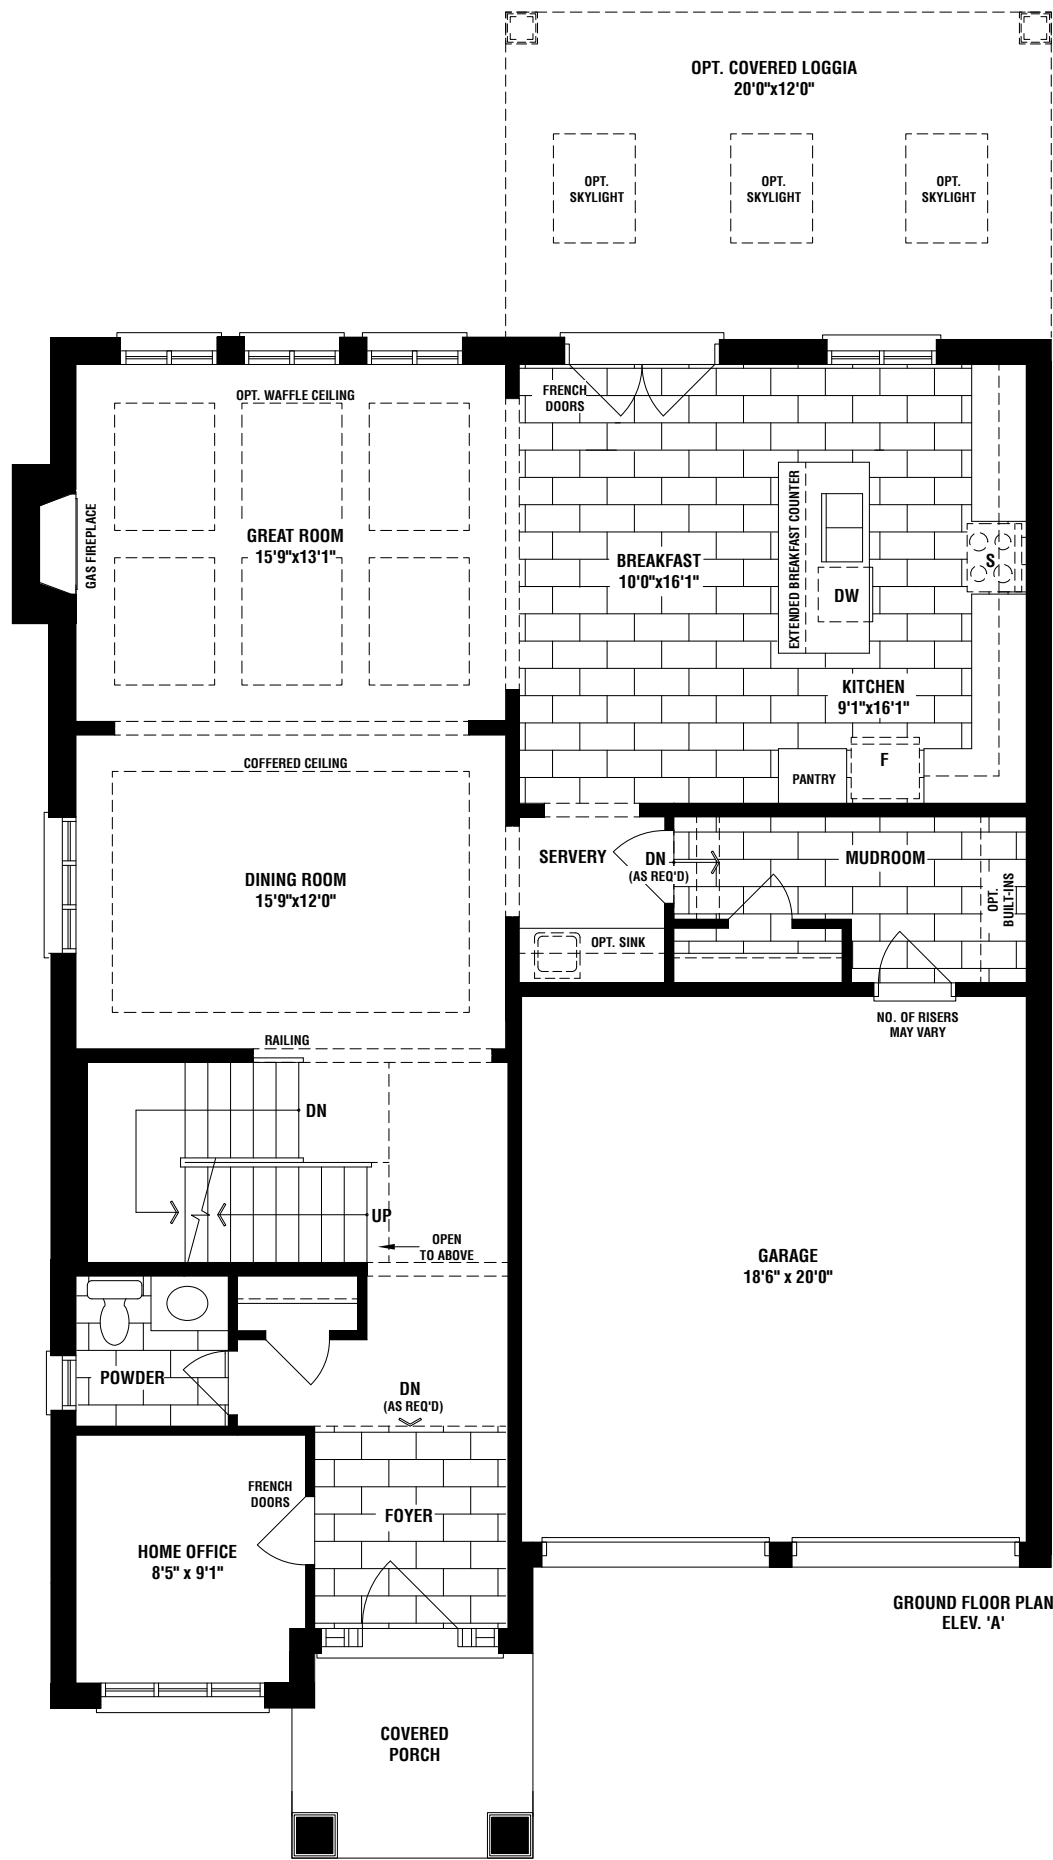 OPT. COVERED LOGGIA
20'0"x12'0"
OPT.
SKYLIGHT
OPT.
SKYLIGHT
OPT.
SKYLIGHT
OPT. WAFFLE CEILING
FRENCH
DOORS
GAS FIREPLACE
GREAT ROOM
15'9"x13'1"
BREAKFAST
10'0"x16'1"
EXTENDED BREAKFAST COUNTER
DW
S
KITCHEN
9'1"x16'1"
F
PANTRY
COFFERED CEILING
DINING ROOM
15'9"x12'0"
SERVERY
DN
(AS REQ'D)
MUDROOM
OPT.
BUILT-INS
OPT. SINK
NO. OF RISERS
MAY VARY
RAILING
DN
UP
OPEN
TO ABOVE
GARAGE
18'6" x 20'0"
POWDER
DN
(AS REQ'D)
FRENCH
DOORS
FOYER
HOME OFFICE
8'5" x 9'1"
GROUND FLOOR PLAN
ELEV. 'A'
COVERED
PORCH